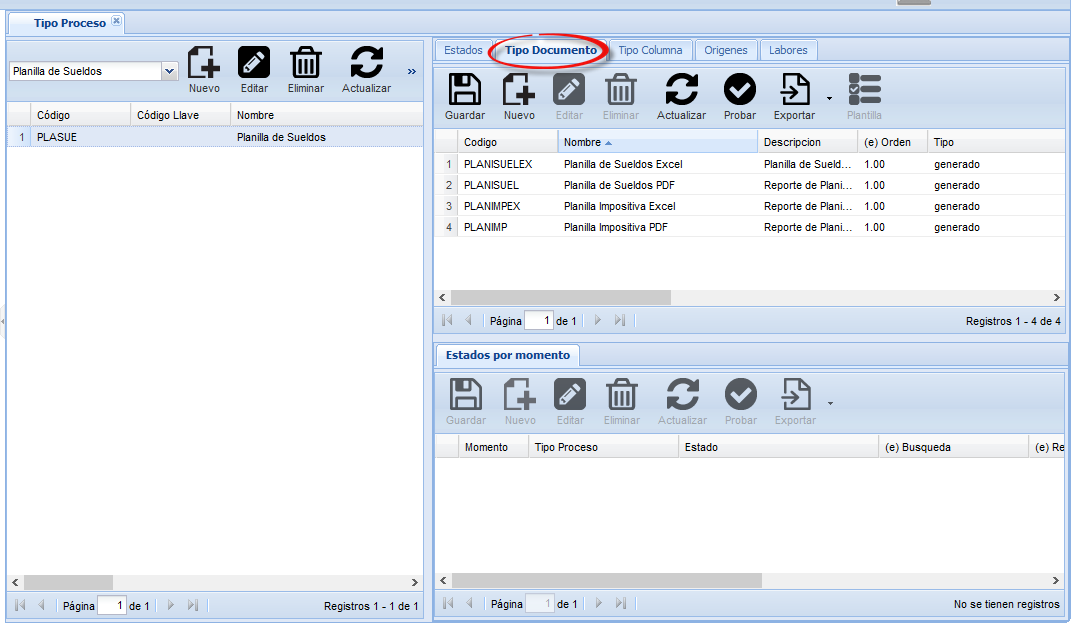 Tipo Proceso
Planilla de Sueldos
Nuevo Editar Eliminar Actualizar »
Código Código Llave Nombre
1 PLASUE Planilla de Sueldos
Página 1 de 1 Registros 1 - 1 de 1
Estados Tipo Documento Tipo Columna Origenes Labores
Guardar Nuevo Editar Eliminar Actualizar Probar Exportar Plantilla
Codigo Nombre Descripcion (e) Orden Tipo
1 PLANISUELEX Planilla de Sueldos Excel Planilla de Sueld... 1.00 generado
2 PLANISUEL Planilla de Sueldos PDF Reporte de Plani... 1.00 generado
3 PLANIMPEX Planilla Impositiva Excel Reporte de Plani... 1.00 generado
4 PLANIMP Planilla Impositiva PDF Reporte de Plani... 1.00 generado
Página 1 de 1 Registros 1 - 4 de 4
Estados por momento
Guardar Nuevo Editar Eliminar Actualizar Probar Exportar
Momento Tipo Proceso Estado (e) Busqueda (e) Re
Página 1 de 1 No se tienen registros